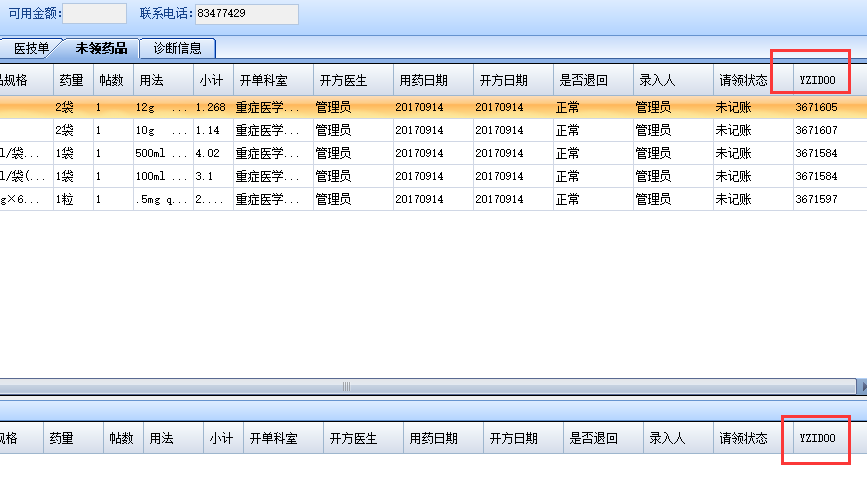 可用金额: 联系电话: 83477429
医技单 未领药品 诊断信息
品规格 药量 帖数 用法 小计 开单科室 开方医生 用药日期 开方日期 是否退回 录入人 请领状态 YZID00
2袋 1 12g ... 1.268 重症医学... 管理员 20170914 20170914 正常 管理员 未记账 3671605
2袋 1 10g ... 1.14 重症医学... 管理员 20170914 20170914 正常 管理员 未记账 3671607
l/袋... 1袋 1 500ml ... 4.02 重症医学... 管理员 20170914 20170914 正常 管理员 未记账 3671584
l/袋(... 1袋 1 100ml ... 3.1 重症医学... 管理员 20170914 20170914 正常 管理员 未记账 3671584
g×6... 1粒 1 .5mg q... 2.... 重症医学... 管理员 20170914 20170914 正常 管理员 未记账 3671597
规格 药量 帖数 用法 小计 开单科室 开方医生 用药日期 开方日期 是否退回 录入人 请领状态 YZID00